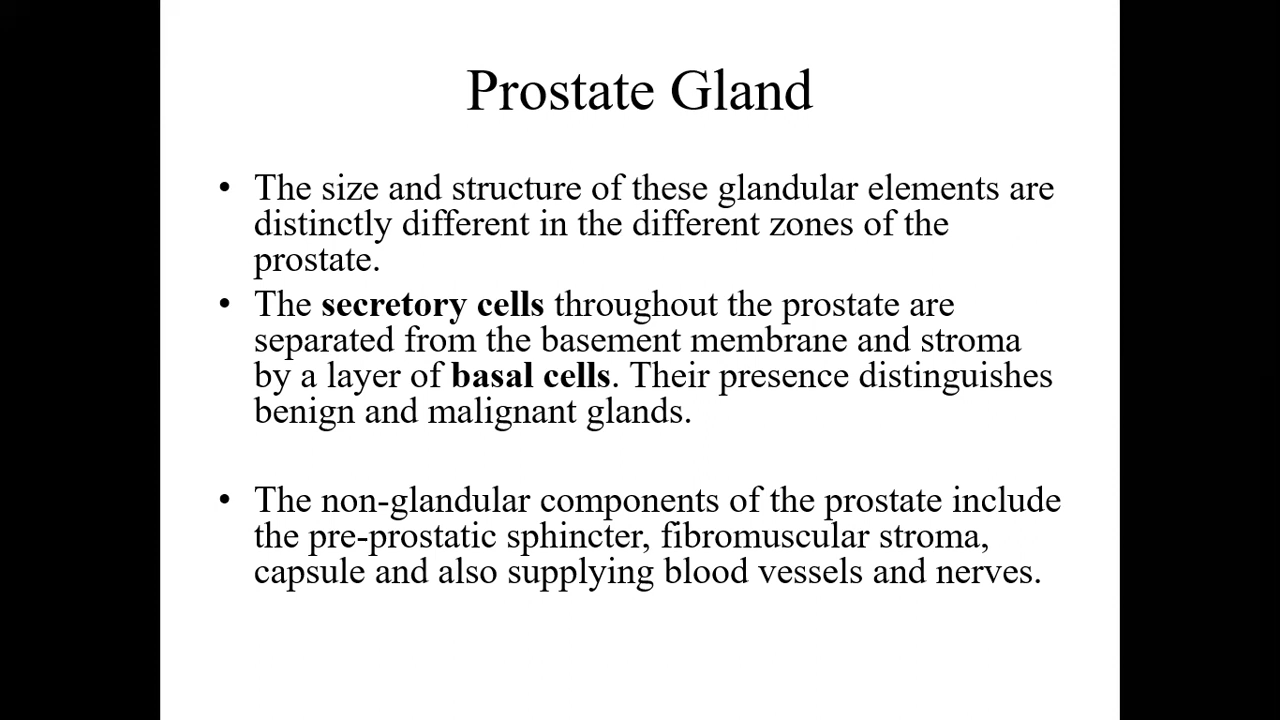 Prostate Gland
• The size and structure of these glandular elements are
distinctly different in the different zones of the
prostate.
• The secretory cells throughout the prostate are
separated from the basement membrane and stroma
by a layer of basal cells. Their presence distinguishes
benign and malignant glands.
• The non-glandular components of the prostate include
the pre-prostatic sphincter, fibromuscular stroma,
capsule and also supplying blood vessels and nerves.